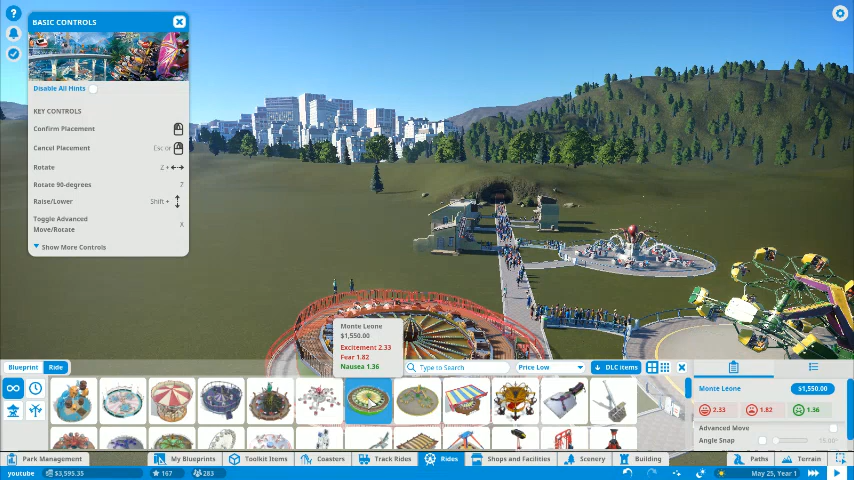 BASIC CONTROLS
Disable All Hints
KEY CONTROLS
Confirm Placement
Cancel Placement Esc or
Rotate Z +
Rotate 90-degrees Z
Raise/Lower Shift +
Toggle Advanced
Move/Rotate X
Show More Controls
Monte Leone
$1,550.00
Excitement 2.33
Fear 1.82
Nausea 1.36
Blueprint Ride
Type to Search
Price Low
DLC items
Monte Leone $1,550.00
2.33 1.82 1.36
Advanced Move
Angle Snap 15.00°
Park Management My Blueprints Toolkit Items Coasters Track Rides Rides Shops and Facilities Scenery Building Paths Terrain
youtube $3,595.35 167 283 May 25, Year 1